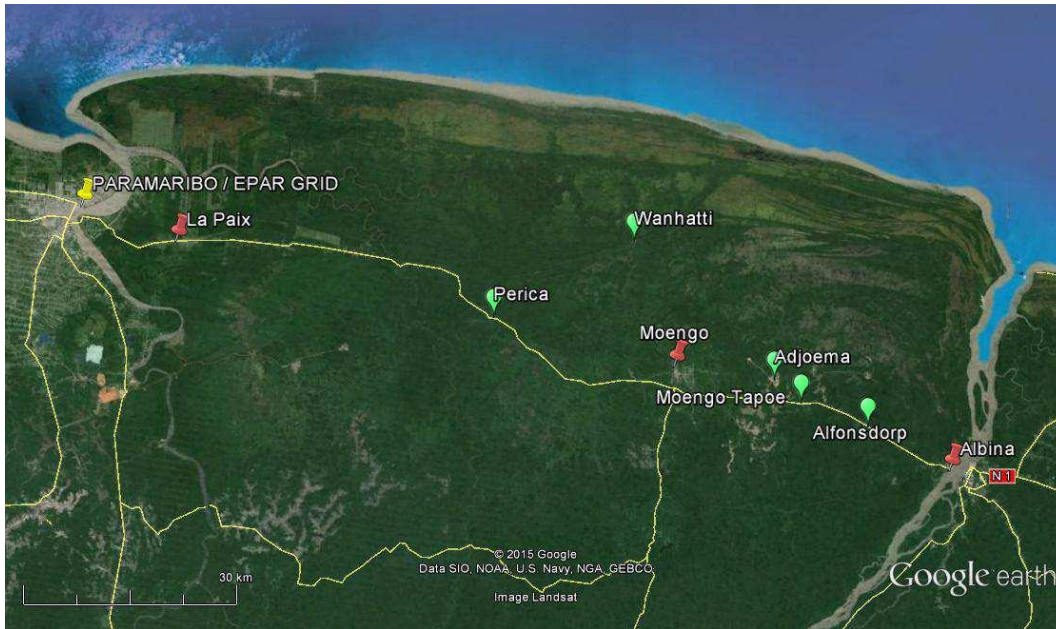 PARAMARIBO / EPAR GRID
La Paix
Wanhatti
Perica
Moengo
Adjoema
Moengo Tapoe
Alfonsdorp
Albina
N 1
30 km
© 2015 Google
Data SIO, NOAA, U.S. Navy, NGA, GEBCO
Image Landsat
Google earth